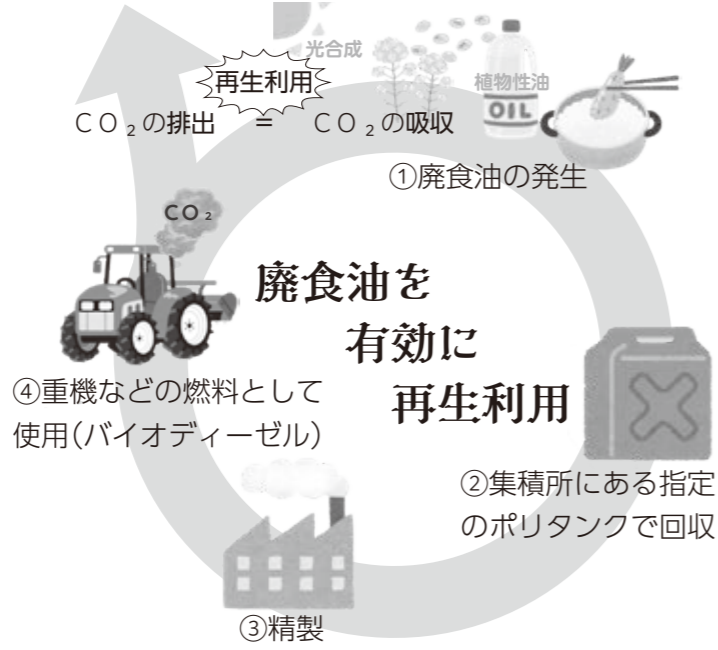 光合成
再生利用
植物性油
OIL
CO₂の排出 = CO₂の吸収
①廃食油の発生
CO₂
廃食油を
有効に
再生利用
④重機などの燃料として
使用(バイオディーゼル)
②集積所にある指定
のポリタンクで回収
③精製